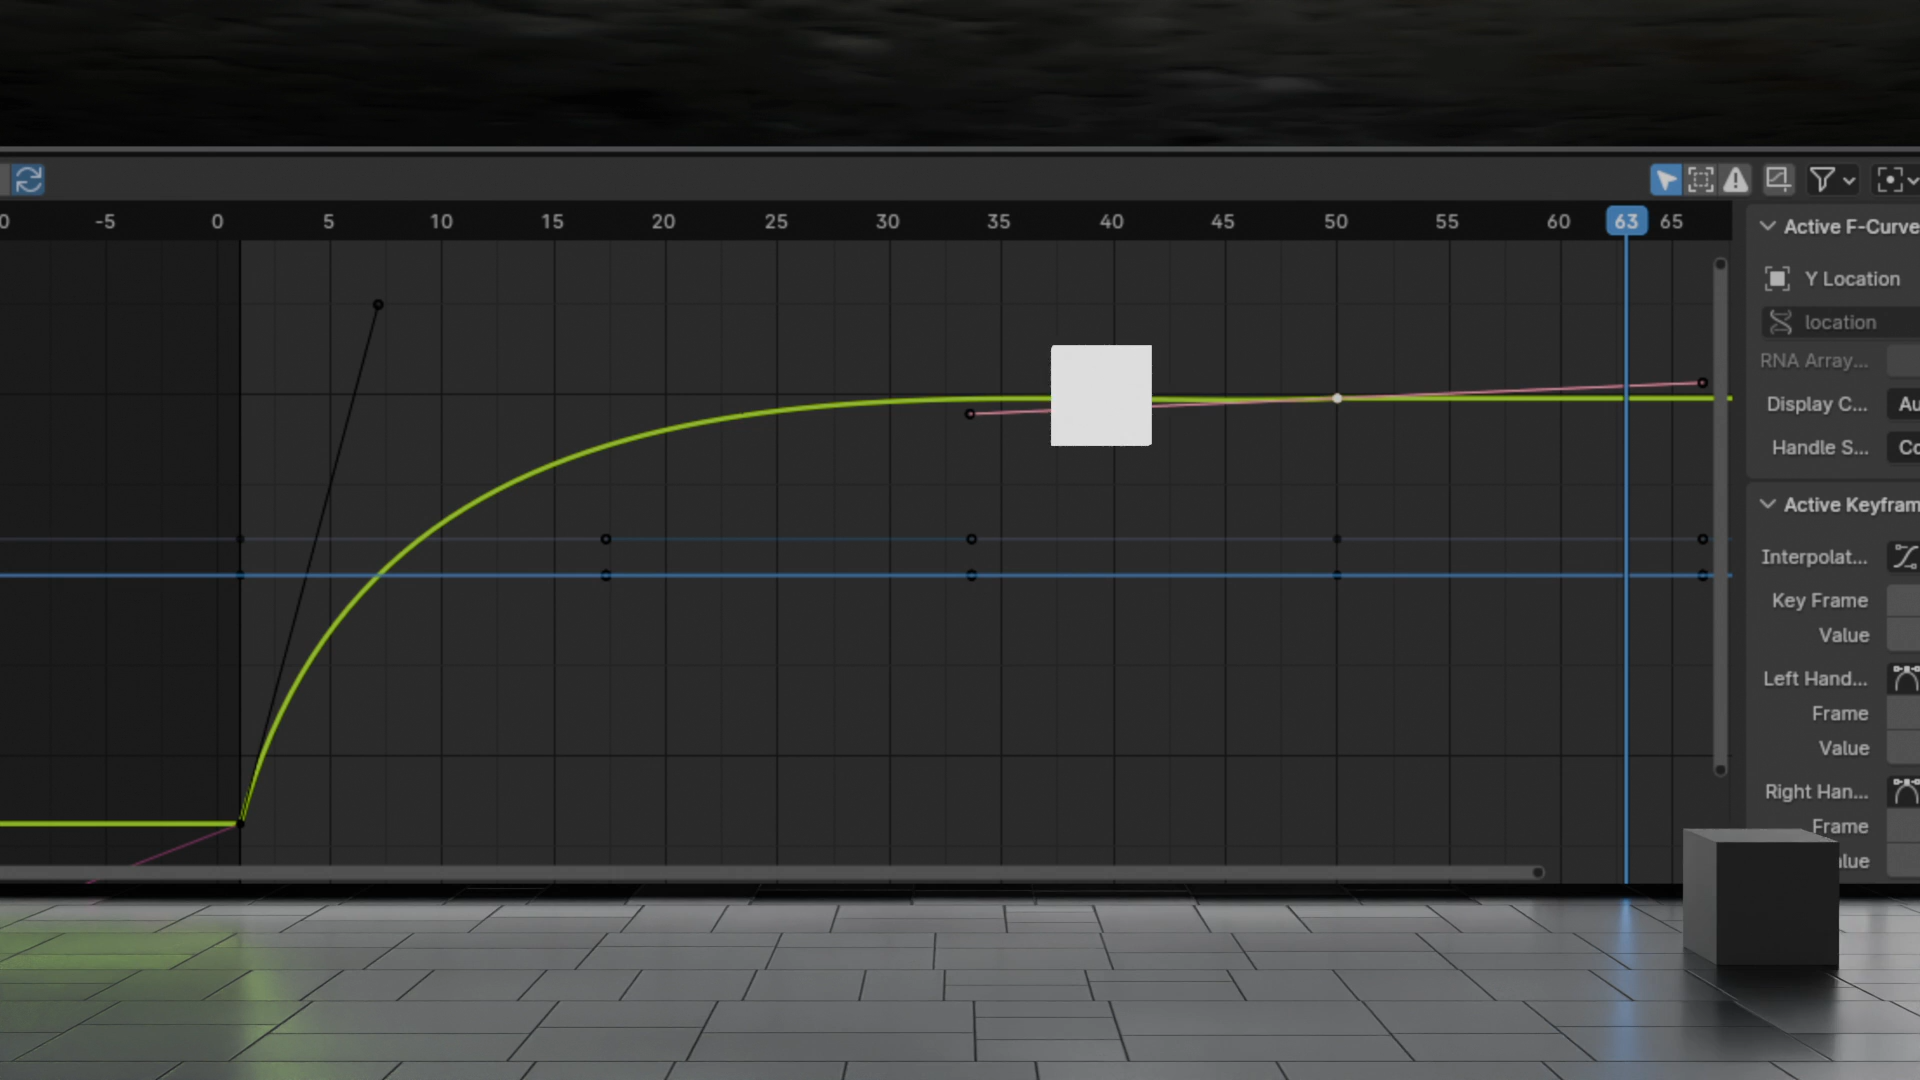 0 -5 0 5 10 15 20 25 30 35 40 45 50 55 60 63 65
Active F-Curve
Y Location
location
RNA Array...
Display C... Au
Handle S... Co
Active Keyfram
Interpolat...
Key Frame
Value
Left Hand...
Frame
Value
Right Han...
Frame
alue